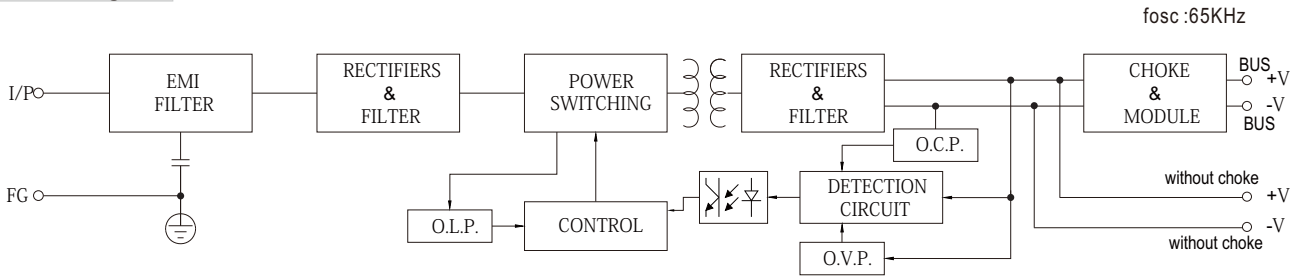 fosc :65KHz
I/P
EMI
FILTER
RECTIFIERS
&
FILTER
POWER
SWITCHING
RECTIFIERS
&
FILTER
CHOKE
&
MODULE
BUS
+V
-V
BUS
O.C.P.
FG
DETECTION
CIRCUIT
without choke
+V
O.L.P.
CONTROL
-V
without choke
O.V.P.